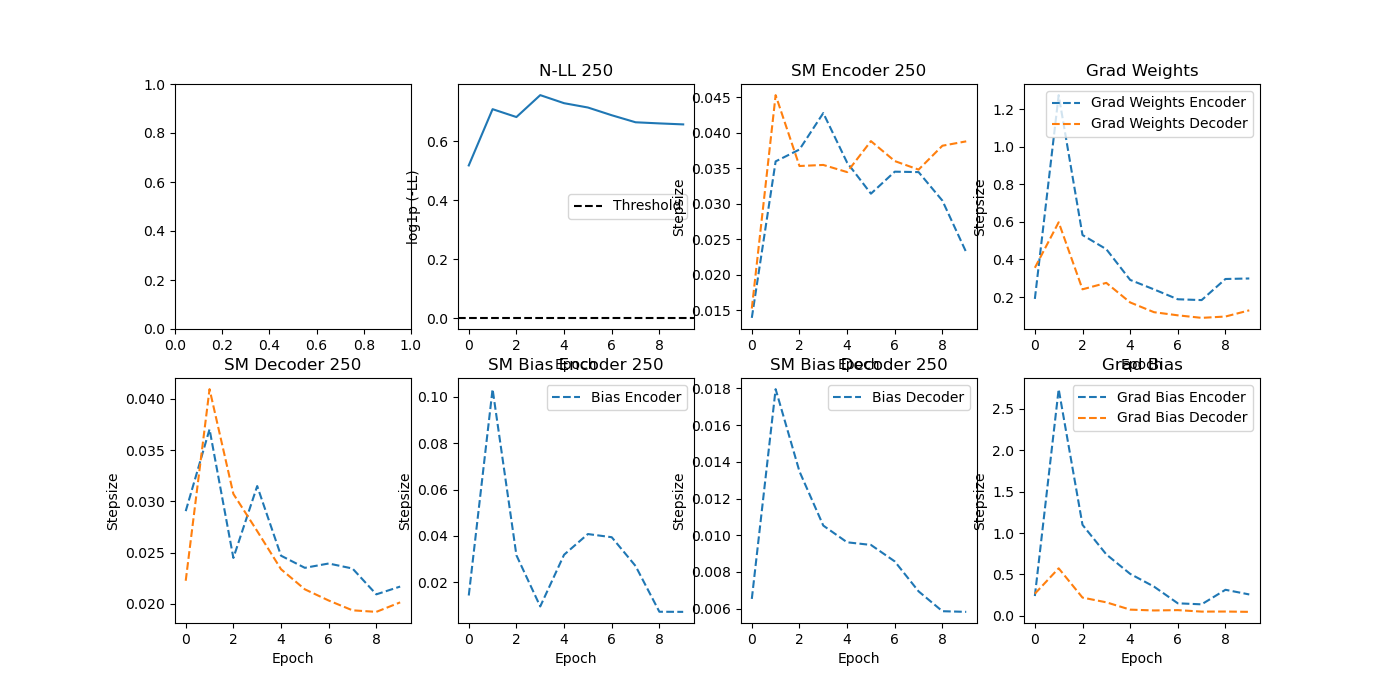 N-LL 250
SM Encoder 250
Grad Weights
1.0
0.8
0.6
0.4
0.2
0.0
0.0 0.2 0.4 0.6 0.8 1.0
log1p (-LL)
0.6
0.4
0.2
0.0
Threshold
0 2 4 6 8
Epoch
Stepsize
0.045
0.040
0.035
0.030
0.025
0.020
0.015
0 2 4 6 8
Epoch
Stepsize
1.2
1.0
0.8
0.6
0.4
0.2
Grad Weights Encoder
Grad Weights Decoder
0 2 4 6 8
Epoch
SM Decoder 250
SM Bias Encoder 250
SM Bias Decoder 250
Grad Bias
Stepsize
0.040
0.035
0.030
0.025
0.020
0 2 4 6 8
Epoch
Stepsize
0.10
0.08
0.06
0.04
0.02
Bias Encoder
0 2 4 6 8
Epoch
Stepsize
0.018
0.016
0.014
0.012
0.010
0.008
0.006
Bias Decoder
0 2 4 6 8
Epoch
Stepsize
2.5
2.0
1.5
1.0
0.5
0.0
Grad Bias Encoder
Grad Bias Decoder
0 2 4 6 8
Epoch